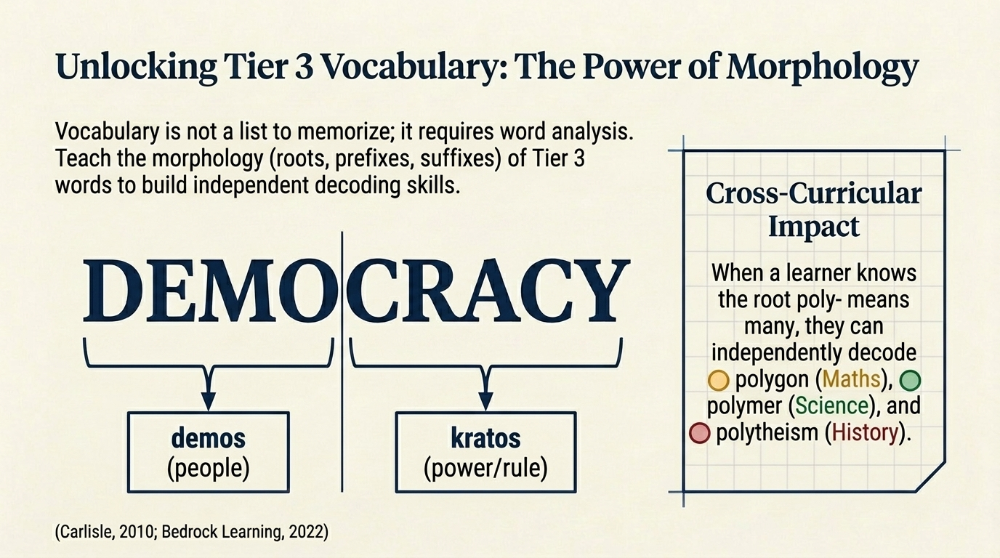 Unlocking Tier 3 Vocabulary: The Power of Morphology
Vocabulary is not a list to memorize; it requires word analysis.
Teach the morphology (roots, prefixes, suffixes) of Tier 3
words to build independent decoding skills.
DEMOCRACY
demos
(people)
kratos
(power/rule)
Cross-Curricular
Impact
When a learner knows
the root poly- means
many, they can
independently decode
polygon (Maths),
polymer (Science), and
polytheism (History).
(Carlisle, 2010; Bedrock Learning, 2022)